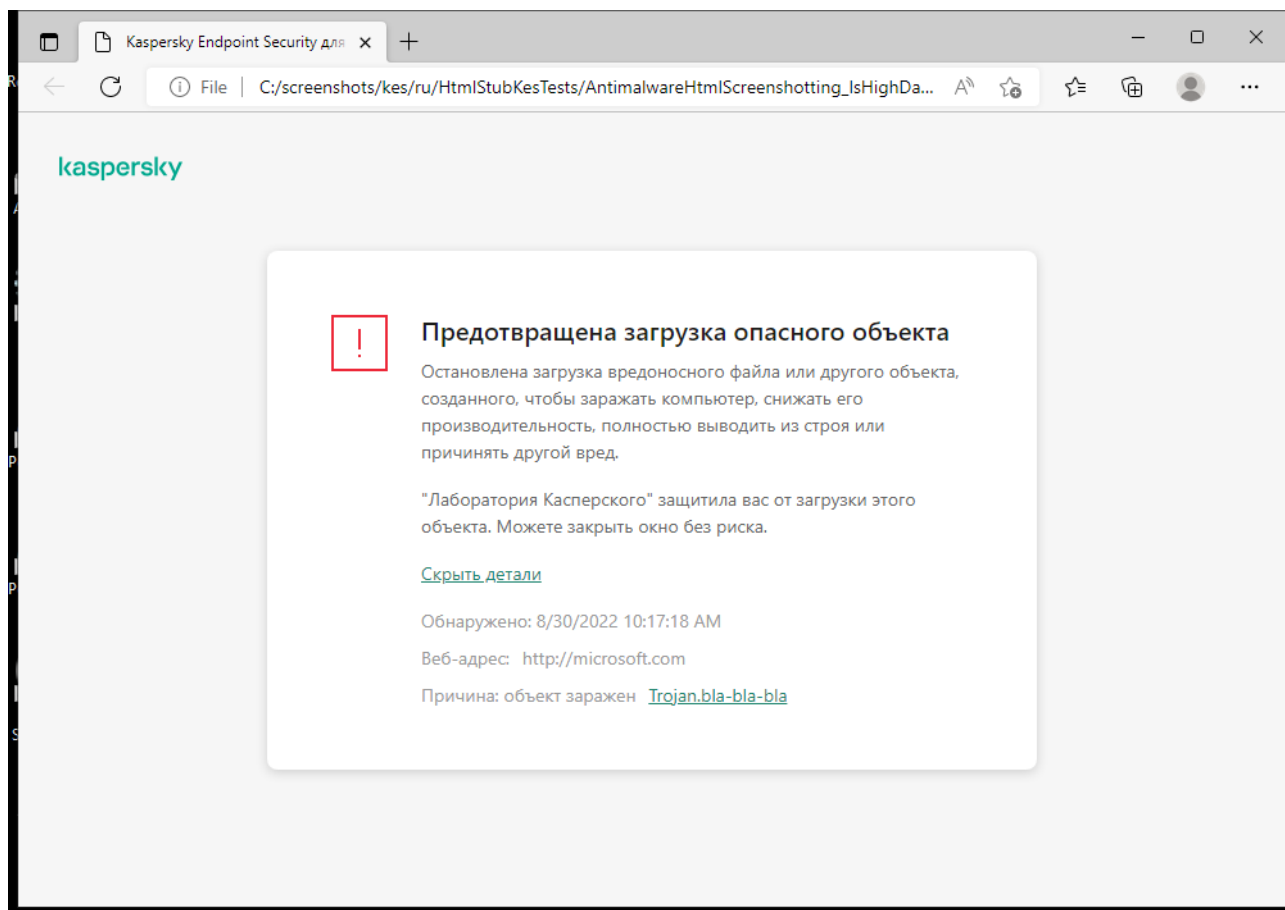 Kaspersky Endpoint Security для
File | C:/screenshots/kes/ru/HtmlStubKesTests/AntimalwareHtmlScreenshotting_IsHighDa...
kaspersky
!
Предотвращена загрузка опасного объекта
Остановлена загрузка вредоносного файла или другого объекта,
созданного, чтобы заражать компьютер, снижать его
производительность, полностью выводить из строя или
причинять другой вред.
"Лаборатория Касперского" защитила вас от загрузки этого
объекта. Можете закрыть окно без риска.
Скрыть детали
Обнаружено: 8/30/2022 10:17:18 AM
Веб-адрес: http://microsoft.com
Причина: объект заражен Trojan.bla-bla-bla